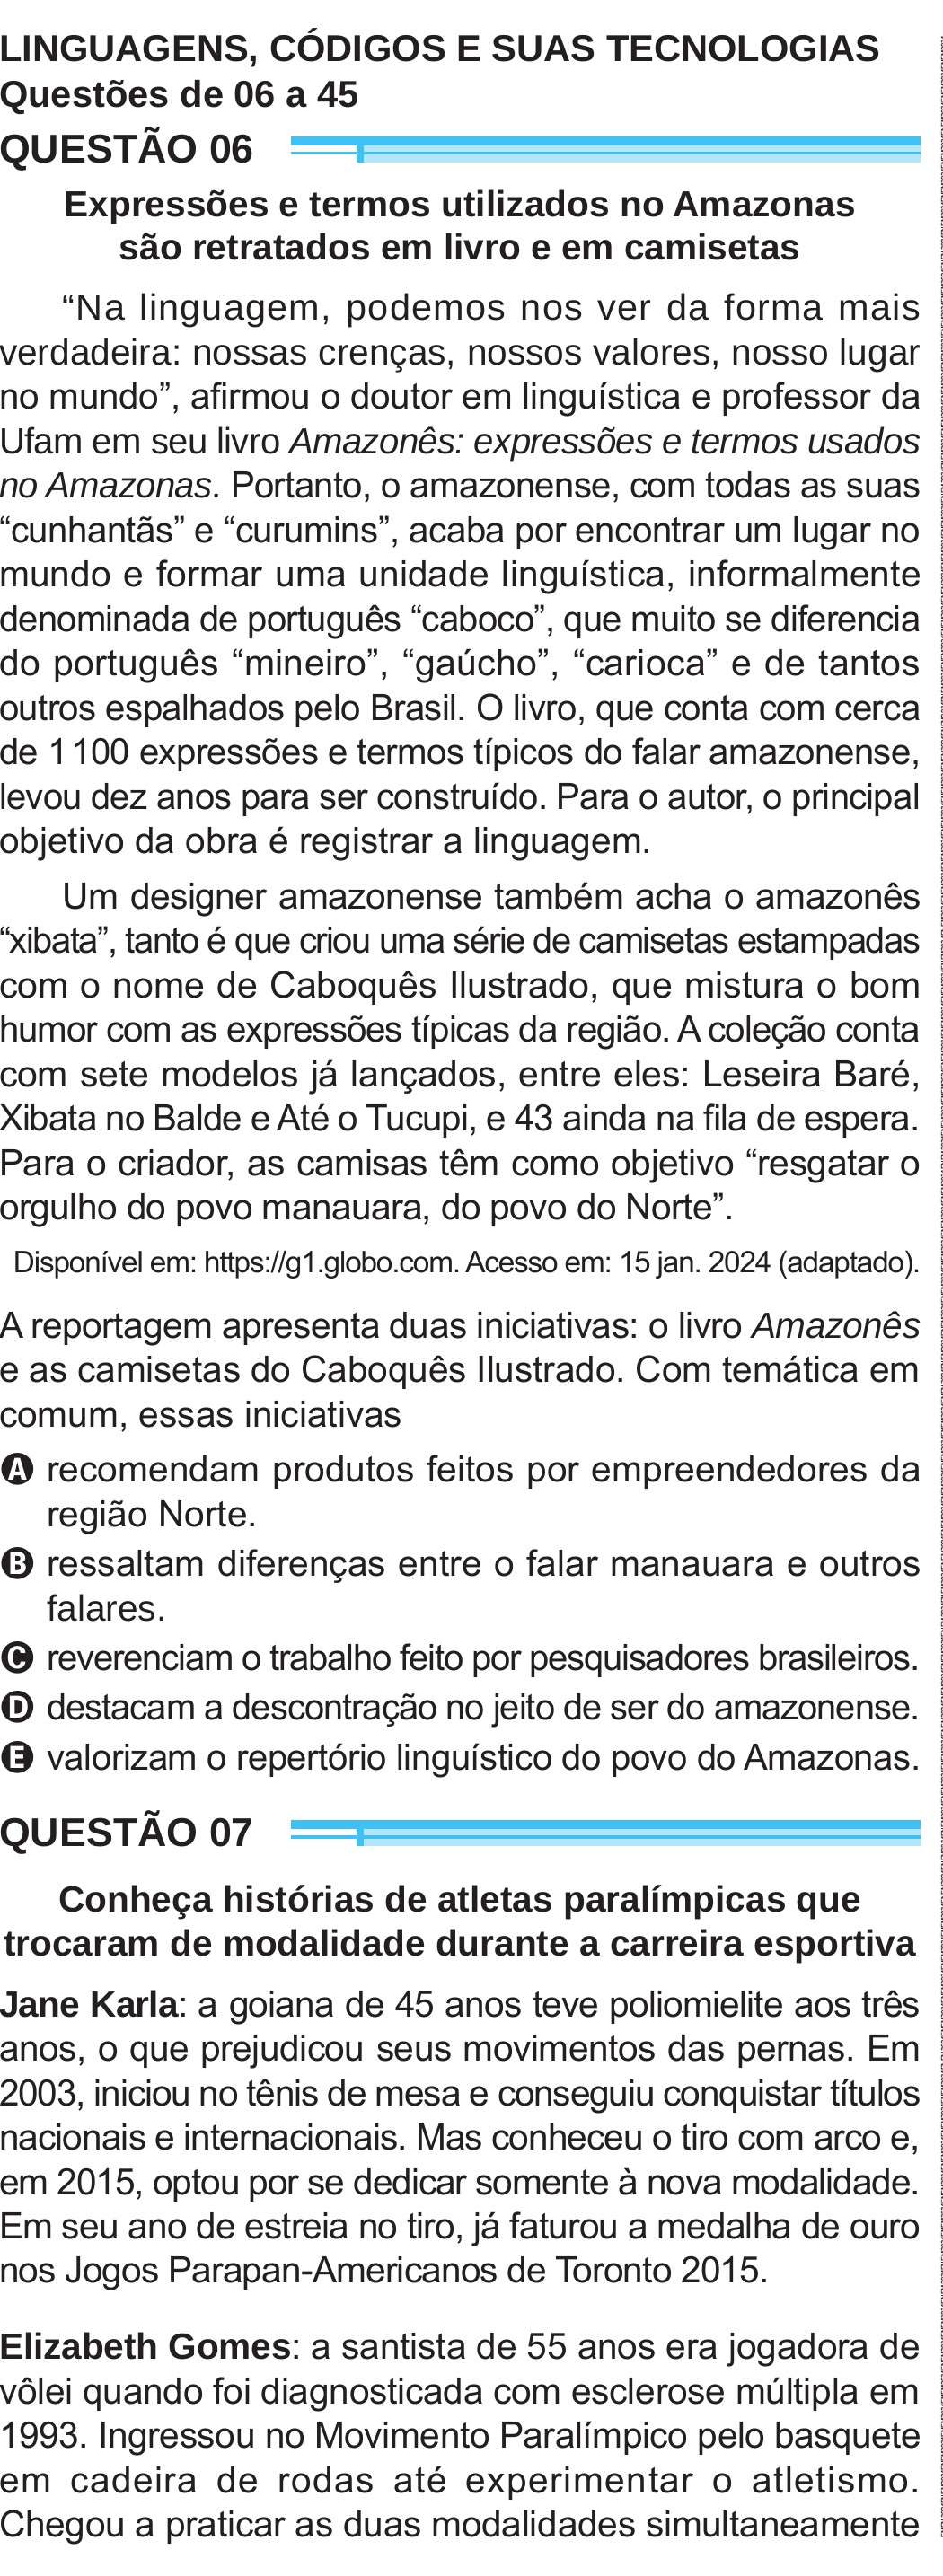 LINGUAGENS, CÓDIGOS E SUAS TECNOLOGIAS
Questões de 06 a 45
QUESTÃO 06
Expressões e termos utilizados no Amazonas
são retratados em livro e em camisetas
“Na linguagem, podemos nos ver da forma mais
verdadeira: nossas crenças, nossos valores, nosso lugar
no mundo”, afirmou o doutor em linguística e professor da
Ufam em seu livro Amazonês: expressões e termos usados
no Amazonas. Portanto, o amazonense, com todas as suas
“cunhantãs” e “curumins”, acaba por encontrar um lugar no
mundo e formar uma unidade linguística, informalmente
denominada de português “caboco”, que muito se diferencia
do português “mineiro”, “gaúcho”, “carioca” e de tantos
outros espalhados pelo Brasil. O livro, que conta com cerca
de 1 100 expressões e termos típicos do falar amazonense,
levou dez anos para ser construído. Para o autor, o principal
objetivo da obra é registrar a linguagem.
Um designer amazonense também acha o amazonês
“xibata”, tanto é que criou uma série de camisetas estampadas
com o nome de Caboquês Ilustrado, que mistura o bom
humor com as expressões típicas da região. A coleção conta
com sete modelos já lançados, entre eles: Leseira Baré,
Xibata no Balde e Até o Tucupi, e 43 ainda na fila de espera.
Para o criador, as camisas têm como objetivo “resgatar o
orgulho do povo manauara, do povo do Norte”.
Disponível em: https://g1.globo.com. Acesso em: 15 jan. 2024 (adaptado).
A reportagem apresenta duas iniciativas: o livro Amazonês
e as camisetas do Caboquês Ilustrado. Com temática em
comum, essas iniciativas
A recomendam produtos feitos por empreendedores da
região Norte.
B ressaltam diferenças entre o falar manauara e outros
falares.
C reverenciam o trabalho feito por pesquisadores brasileiros.
D destacam a descontração no jeito de ser do amazonense.
E valorizam o repertório linguístico do povo do Amazonas.
QUESTÃO 07
Conheça histórias de atletas paralímpicas que
trocaram de modalidade durante a carreira esportiva
Jane Karla: a goiana de 45 anos teve poliomielite aos três
anos, o que prejudicou seus movimentos das pernas. Em
2003, iniciou no tênis de mesa e conseguiu conquistar títulos
nacionais e internacionais. Mas conheceu o tiro com arco e,
em 2015, optou por se dedicar somente à nova modalidade.
Em seu ano de estreia no tiro, já faturou a medalha de ouro
nos Jogos Parapan-Americanos de Toronto 2015.
Elizabeth Gomes: a santista de 55 anos era jogadora de
vôlei quando foi diagnosticada com esclerose múltipla em
1993. Ingressou no Movimento Paralímpico pelo basquete
em cadeira de rodas até experimentar o atletismo.
Chegou a praticar as duas modalidades simultaneamente